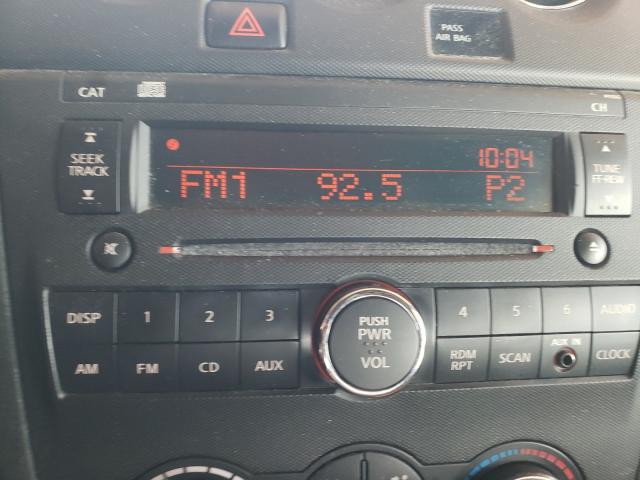 PASS
AIR BAG
CAT
CH
SEEK
TRACK
10:04
FM1 92.5 P2
TUNE
FF·REW
PUSH
PWR
VOL
DISP 1 2 3
4 5 6 AUDIO
AM FM CD AUX
RDM
RPT
SCAN
AUX IN
CLOCK